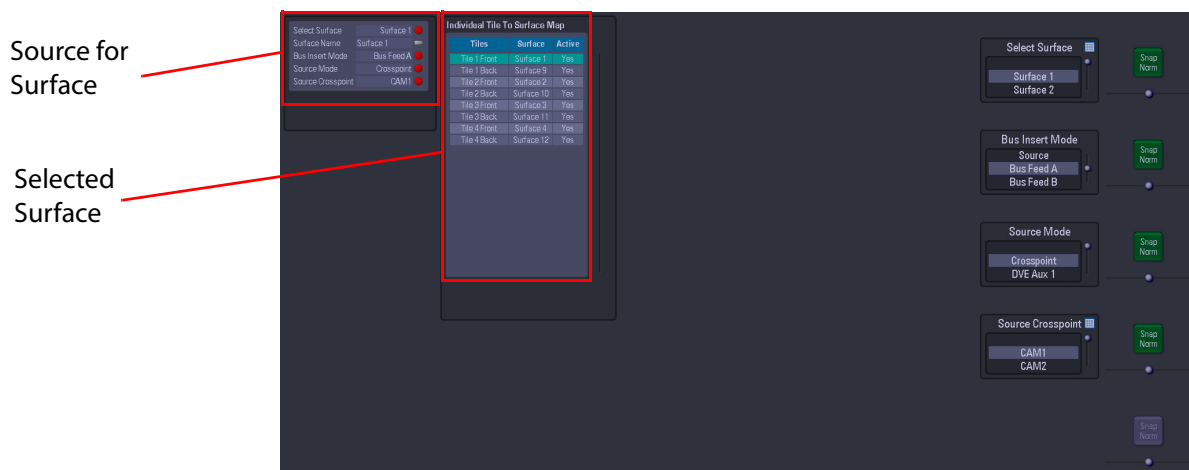 Source for
Surface
Selected
Surface
Select Surface Surface 1
Surface Name Surface 1
Bus Insert Mode Bus Feed A
Source Mode Crosspoint
Source Crosspoint CAM1
Individual Tile To Surface Map
Tiles Surface Active
Tile 1 Front Surface 1 Yes
Tile 1 Back Surface 9 Yes
Tile 2 Front Surface 2 Yes
Tile 2 Back Surface 10 Yes
Tile 3 Front Surface 3 Yes
Tile 3 Back Surface 11 Yes
Tile 4 Front Surface 4 Yes
Tile 4 Back Surface 12 Yes
Select Surface
Surface 1
Surface 2
Snap
Norm
Bus Insert Mode
Source
Bus Feed A
Bus Feed B
Snap
Norm
Source Mode
Crosspoint
DVE Aux 1
Snap
Norm
Source Crosspoint
CAM1
CAM2
Snap
Norm
Snap
Norm